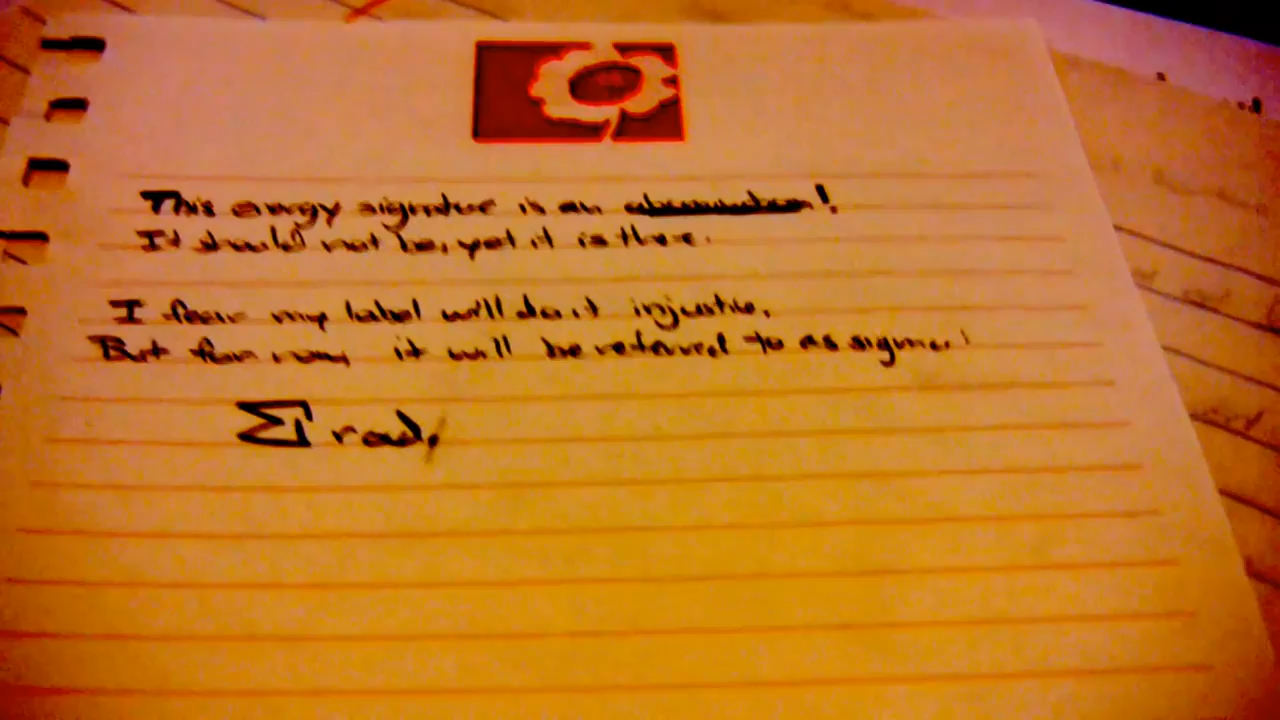 This energy signature is an abomination!
It should not be, yet it is there.
I fear my label will do it injustice.
But for now it will be referred to as sigma!
Σ rad,